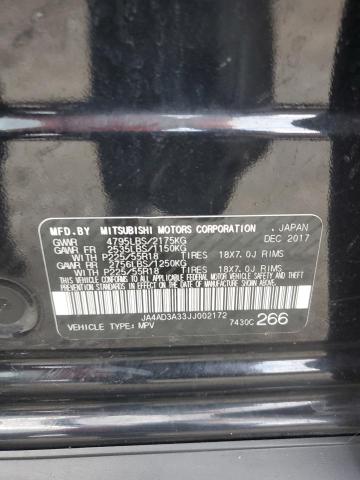 MFD.BY MITSUBISHI MOTORS CORPORATION . JAPAN
GVWR 4795LBS/2175KG DEC 2017
GAWR FR 2535LBS/1150KG
WITH P225/55R18 TIRES 18X7.0J RIMS
GAWR RR 2756LBS/1250KG
WITH P225/55R18 TIRES 18X7.0J RIMS
THIS VEHICLE CONFORMS TO ALL APPLICABLE FEDERAL MOTOR VEHICLE SAFETY, BUMPER AND THEFT
PREVENTION STANDARDS IN EFFECT ON THE DATE OF MANUFACTURE SHOWN ABOVE.
JA4AD3A33JJ002172
VEHICLE TYPE: MPV 7430C 266